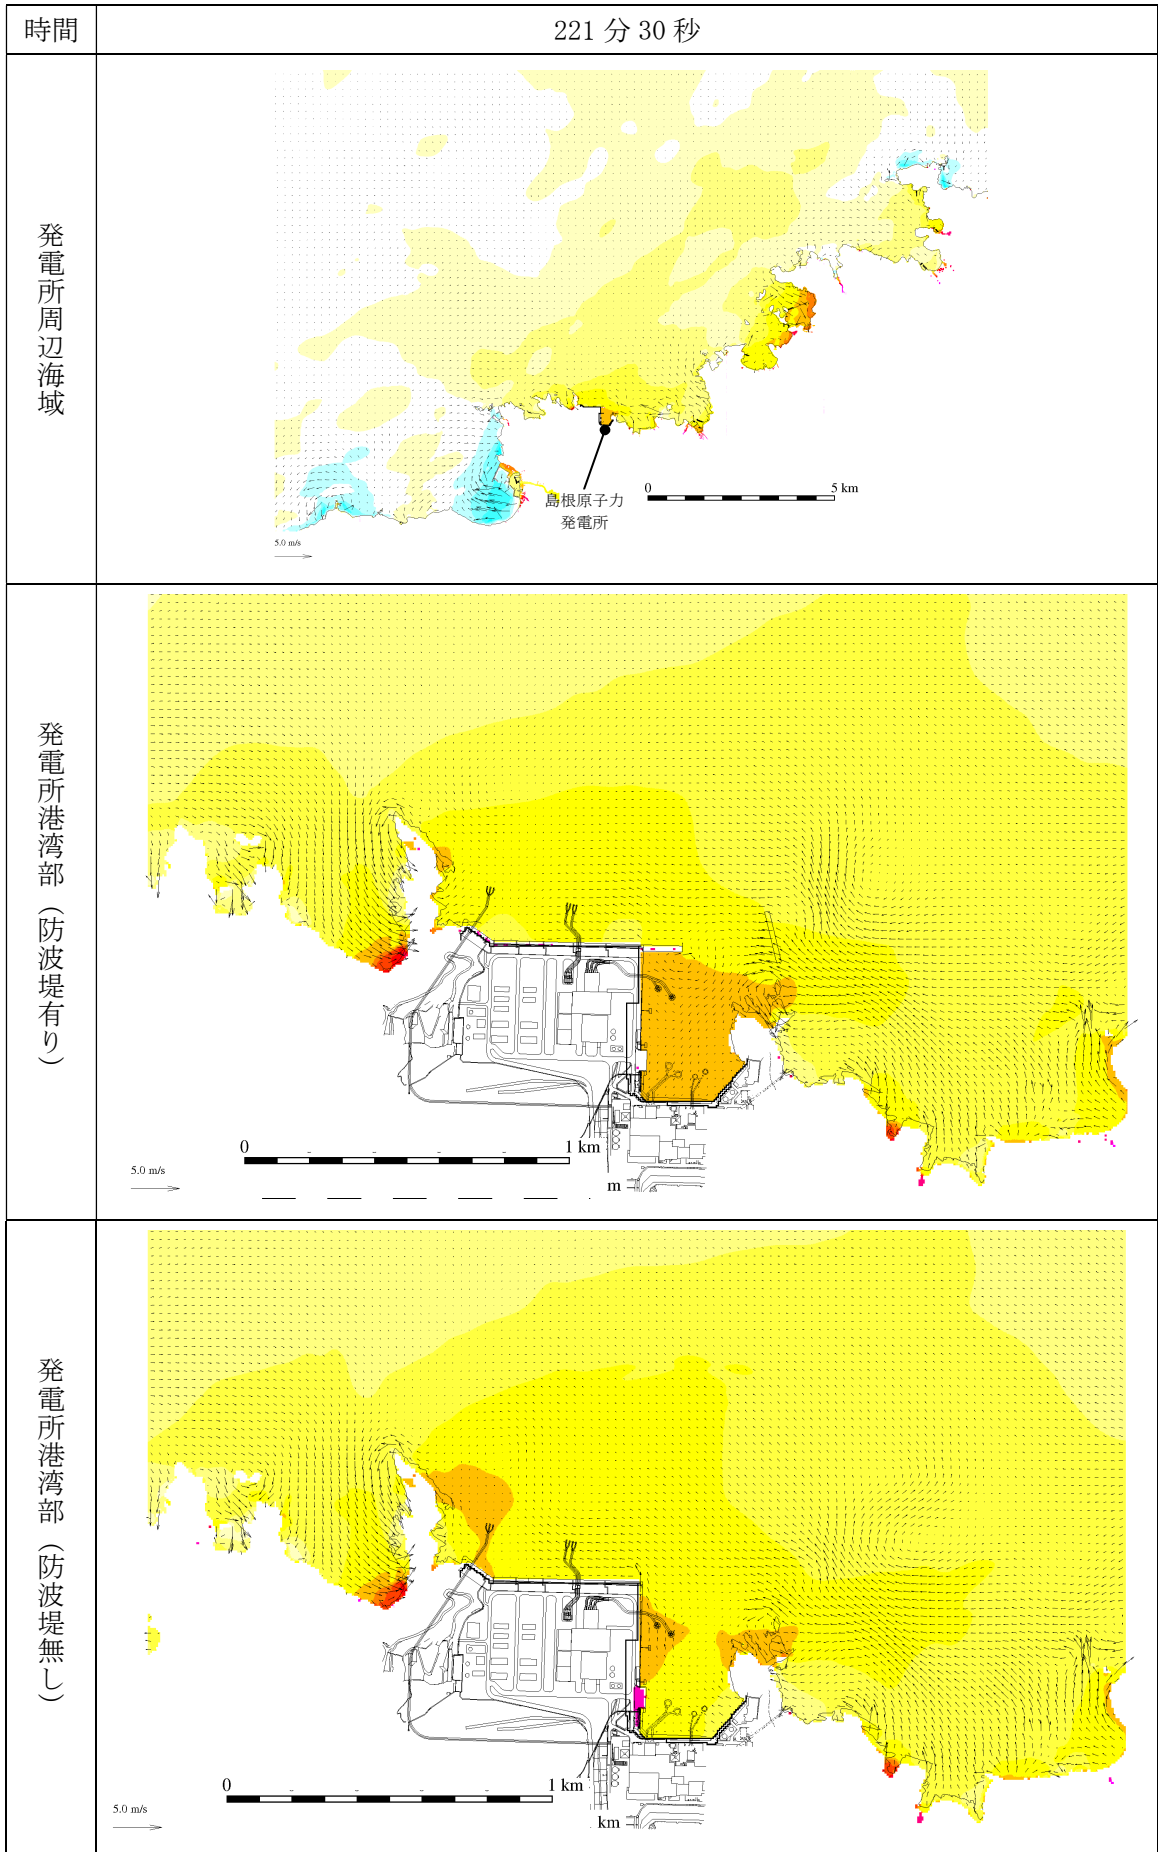 時間
221 分 30 秒
発電所周辺海域
島根原子力
発電所
0
5 km
5.0 m/s
発電所港湾部（防波堤有り）
0
1 km
5.0 m/s
m
発電所港湾部（防波堤無し）
0
1 km
5.0 m/s
km